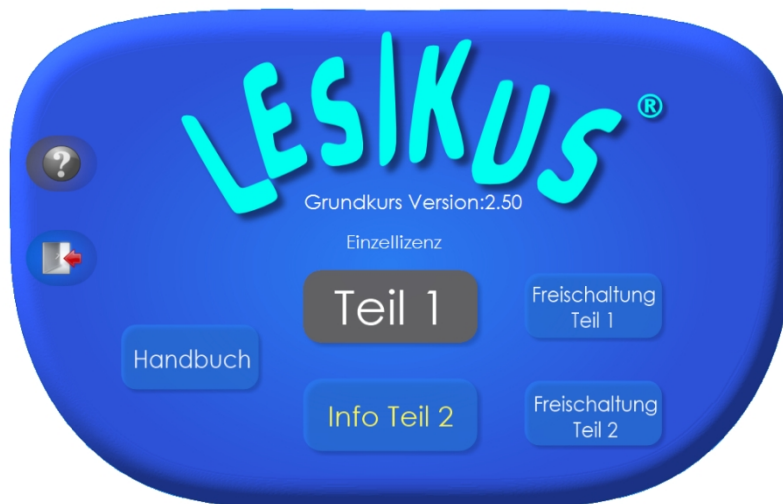 LESIKUS®
?
Grundkurs Version:2.50
Einzellizenz
Teil 1
Freischaltung
Teil 1
Handbuch
Info Teil 2
Freischaltung
Teil 2